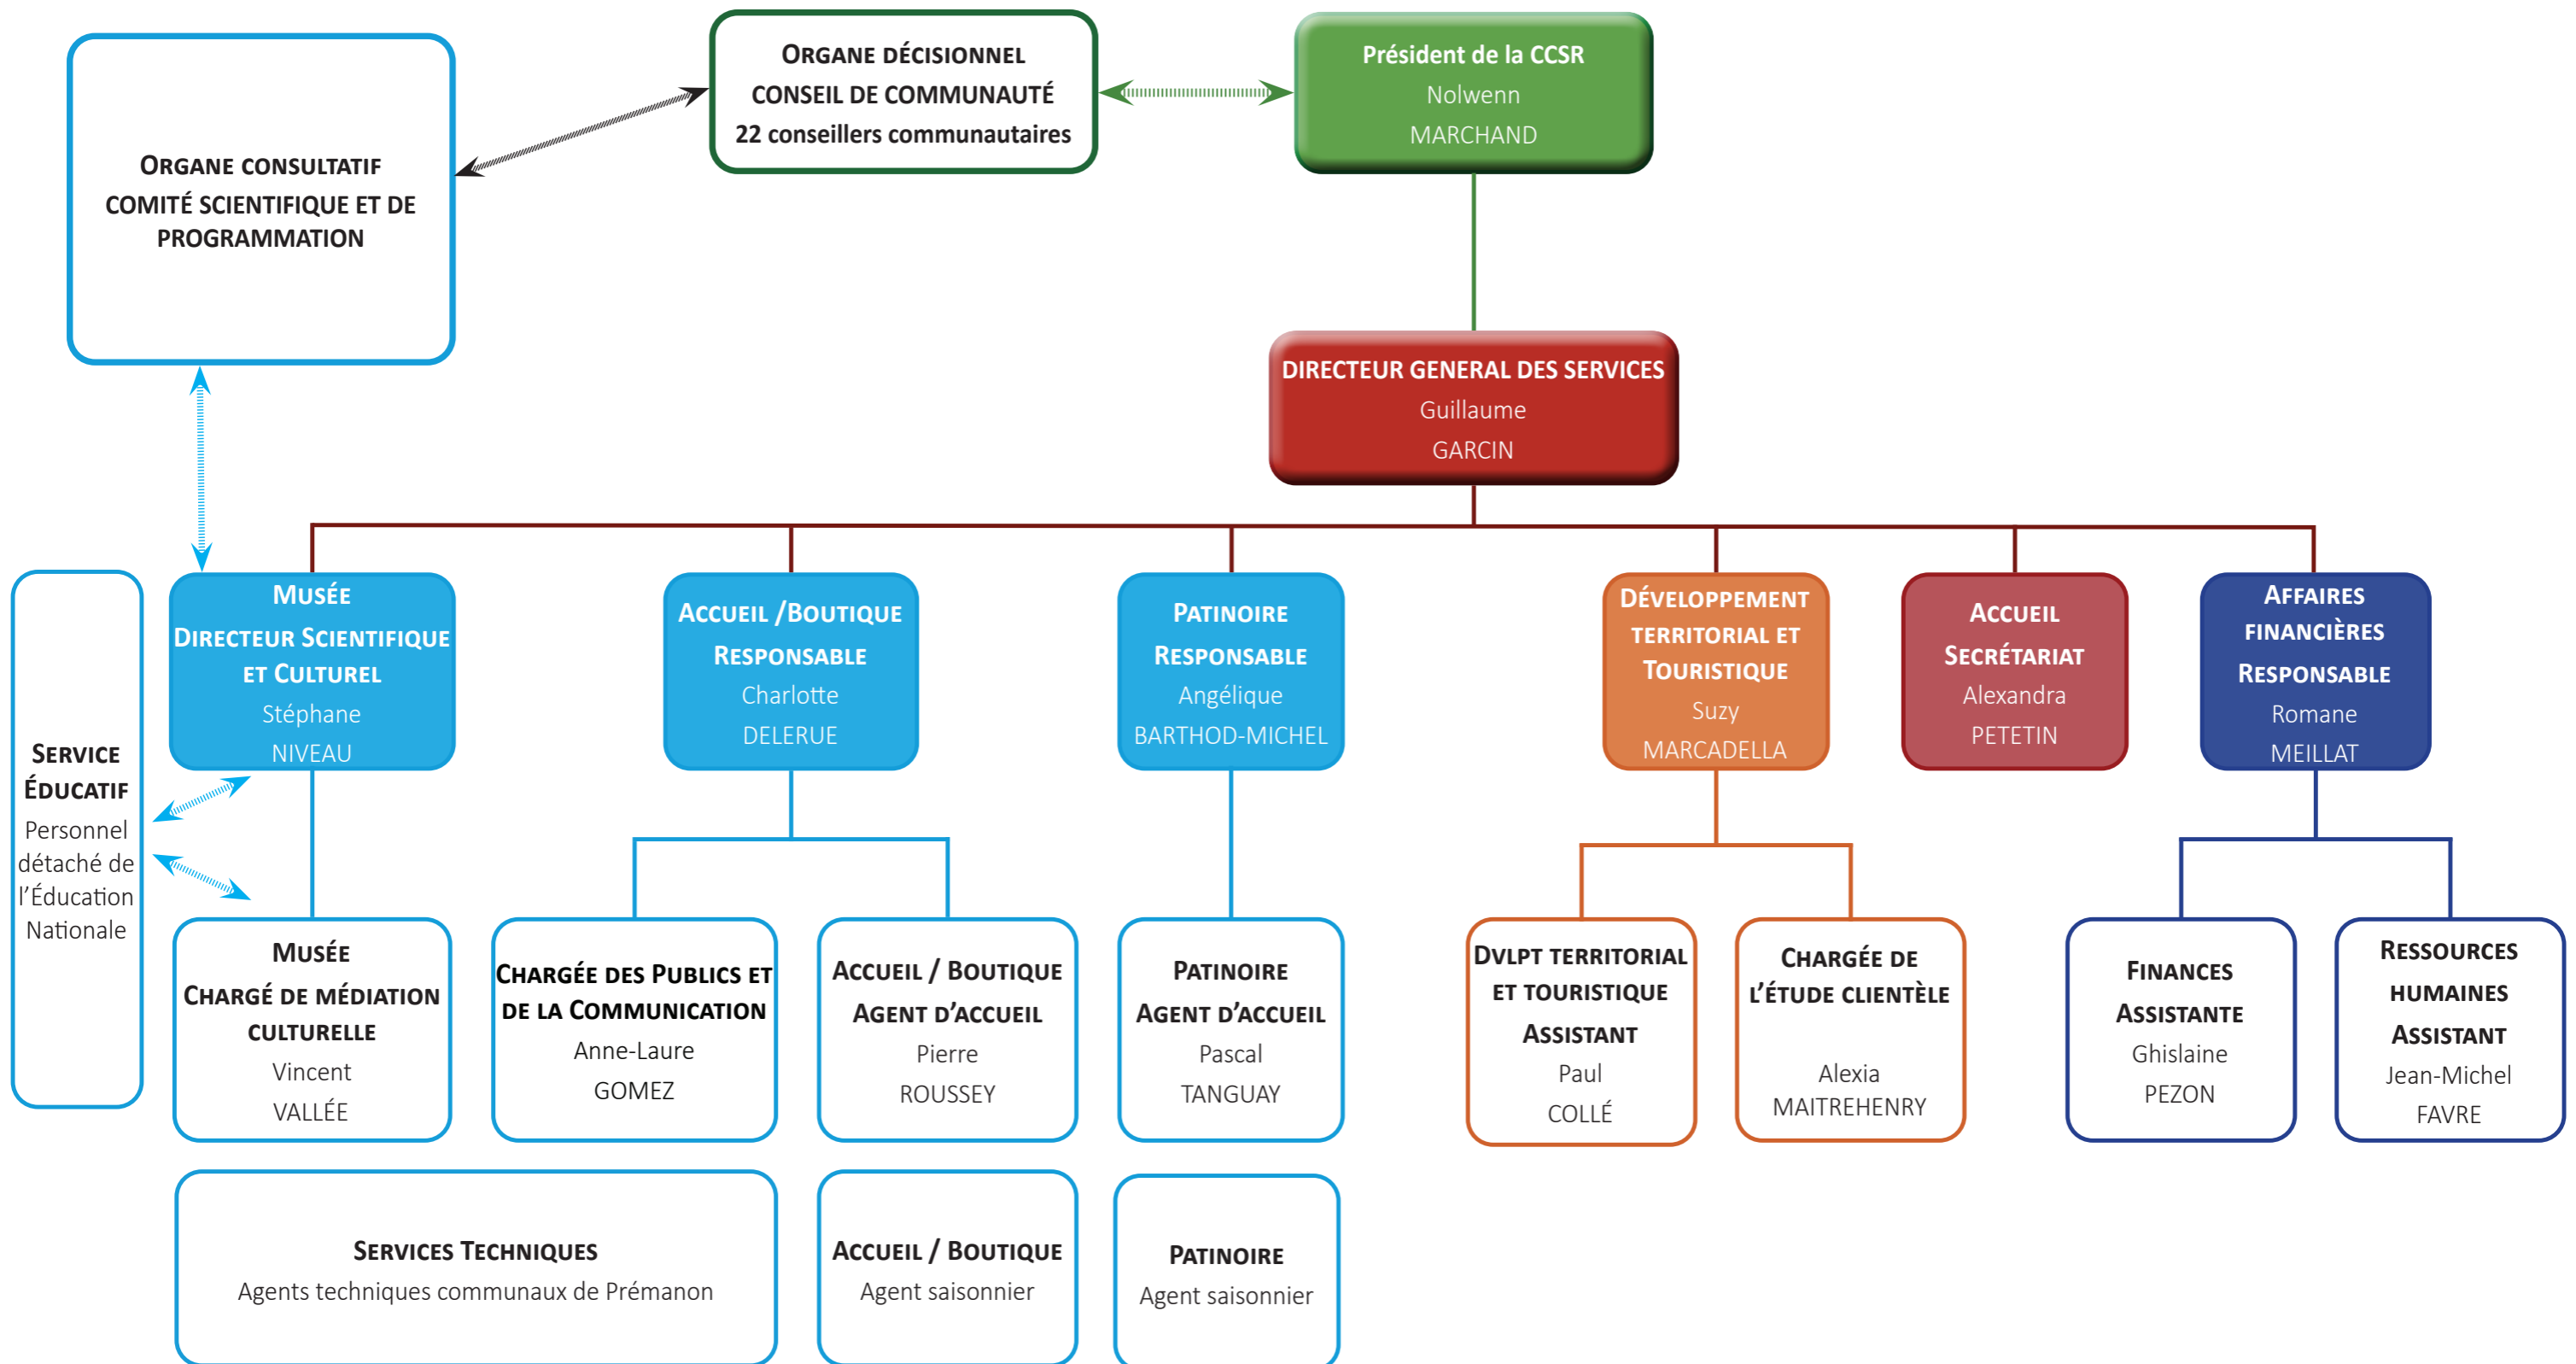 ORGANE CONSULTATIF
COMITÉ SCIENTIFIQUE ET DE
PROGRAMMATION
ORGANE DÉCISIONNEL
CONSEIL DE COMMUNAUTÉ
22 conseillers communautaires
Président de la CCSR
Nolwenn
MARCHAND
DIRECTEUR GENERAL DES SERVICES
Guillaume
GARCIN
SERVICE
ÉDUCATIF
Personnel
détaché de
l'Éducation
Nationale
MUSÉE
DIRECTEUR SCIENTIFIQUE
ET CULTUREL
Stéphane
NIVEAU
ACCUEIL /BOUTIQUE
RESPONSABLE
Charlotte
DELERUE
PATINOIRE
RESPONSABLE
Angélique
BARTHOD-MICHEL
DÉVELOPPEMENT
TERRITORIAL ET
TOURISTIQUE
Suzy
MARCADELLA
ACCUEIL
SECRÉTARIAT
Alexandra
PETETIN
AFFAIRES
FINANCIÈRES
RESPONSABLE
Romane
MEILLAT
MUSÉE
CHARGÉ DE MÉDIATION
CULTURELLE
Vincent
VALLÉE
CHARGÉE DES PUBLICS ET
DE LA COMMUNICATION
Anne-Laure
GOMEZ
ACCUEIL / BOUTIQUE
AGENT D'ACCUEIL
Pierre
ROUSSEY
PATINOIRE
AGENT D'ACCUEIL
Pascal
TANGUAY
DVLPT TERRITORIAL
ET TOURISTIQUE
ASSISTANT
Paul
COLLÉ
CHARGÉE DE
L'ÉTUDE CLIENTÈLE
Alexia
MAITREHENRY
FINANCES
ASSISTANTE
Ghislaine
PEZON
RESSOURCES
HUMAINES
ASSISTANT
Jean-Michel
FAVRE
SERVICES TECHNIQUES
Agents techniques communaux de Prémanon
ACCUEIL / BOUTIQUE
Agent saisonnier
PATINOIRE
Agent saisonnier